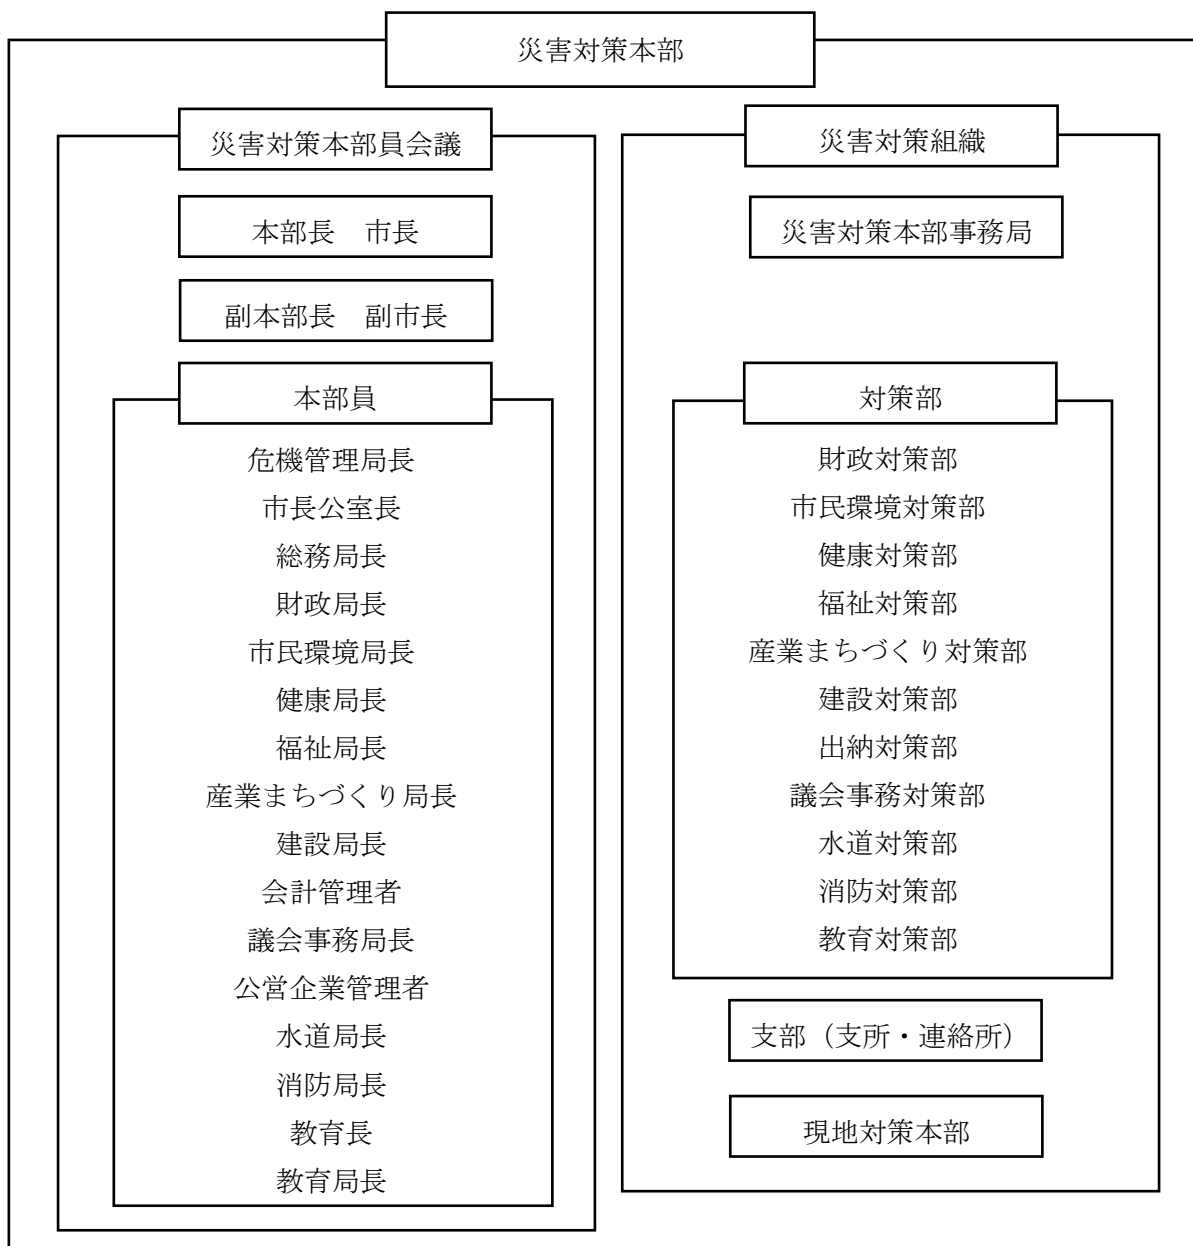 災害対策本部
災害対策本部員会議
本部長　市長
副本部長　副市長
本部員
危機管理局長
市長公室長
総務局長
財政局長
市民環境局長
健康局長
福祉局長
産業まちづくり局長
建設局長
会計管理者
議会事務局長
公営企業管理者
水道局長
消防局長
教育長
教育局長
災害対策組織
災害対策本部事務局
対策部
財政対策部
市民環境対策部
健康対策部
福祉対策部
産業まちづくり対策部
建設対策部
出納対策部
議会事務対策部
水道対策部
消防対策部
教育対策部
支部（支所・連絡所）
現地対策本部